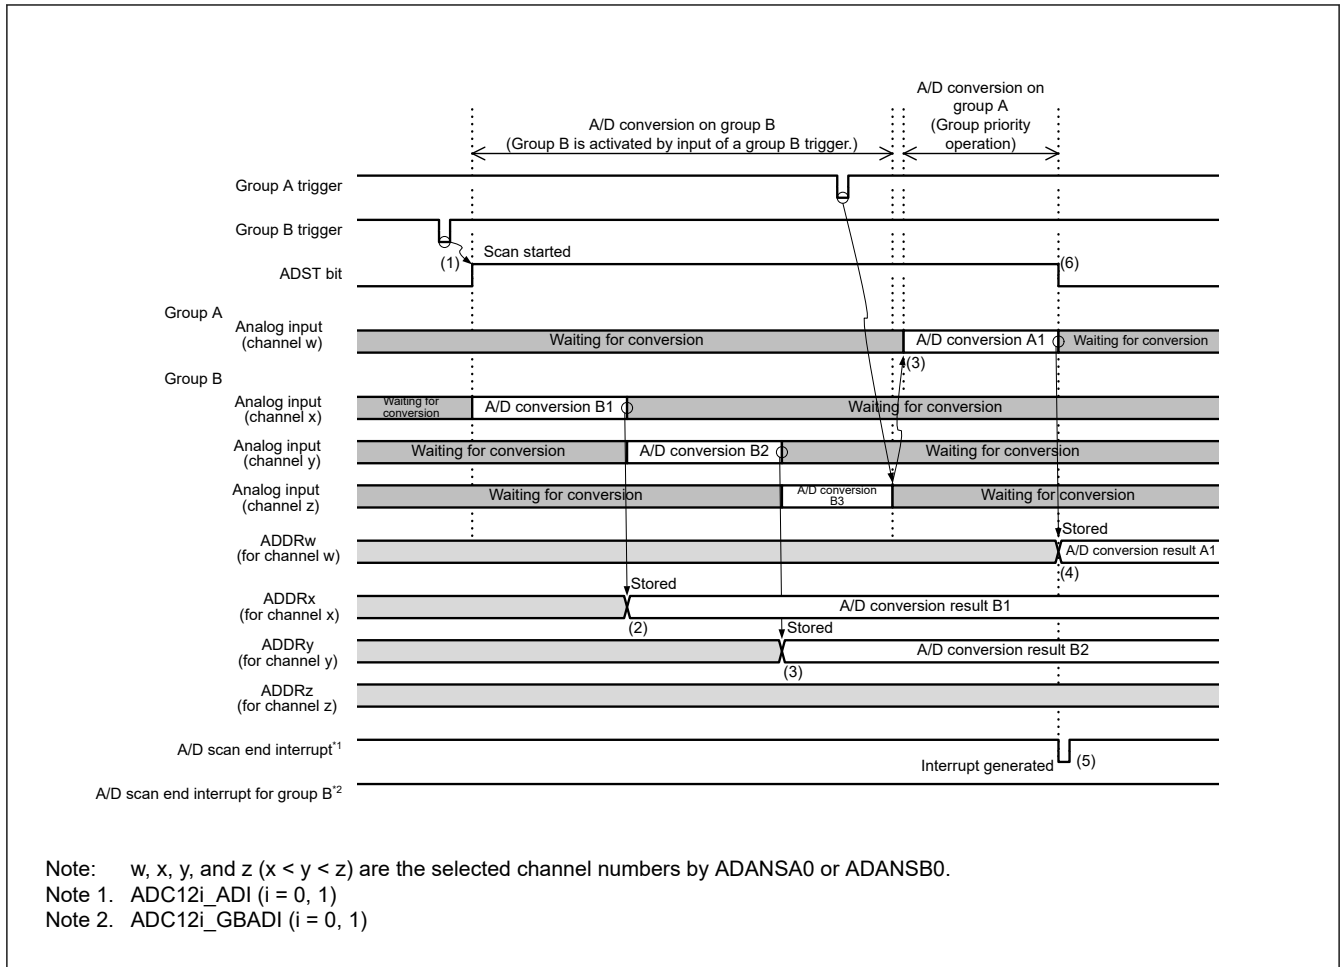 A/D conversion on
group A
(Group priority
operation)
A/D conversion on group B
(Group B is activated by input of a group B trigger.)
Group A trigger
Group B trigger
(1)
Scan started
ADST bit
(6)
Group A
Analog input
(channel w)
Waiting for conversion
A/D conversion A1
Waiting for conversion
(3)
Group B
Analog input
(channel x)
Waiting for
conversion
A/D conversion B1
Waiting for conversion
Analog input
(channel y)
Waiting for conversion
A/D conversion B2
Waiting for conversion
Analog input
(channel z)
Waiting for conversion
A/D conversion
B3
Waiting for conversion
Stored
ADDRw
(for channel w)
A/D conversion result A1
(4)
Stored
ADDRx
(for channel x)
A/D conversion result B1
(2)
Stored
ADDRy
(for channel y)
A/D conversion result B2
(3)
ADDRz
(for channel z)
A/D scan end interrupt*1
Interrupt generated
(5)
A/D scan end interrupt for group B*2
Note: w, x, y, and z (x < y < z) are the selected channel numbers by ADANSA0 or ADANSB0.
Note 1. ADC12i_ADI (i = 0, 1)
Note 2. ADC12i_GBADI (i = 0, 1)